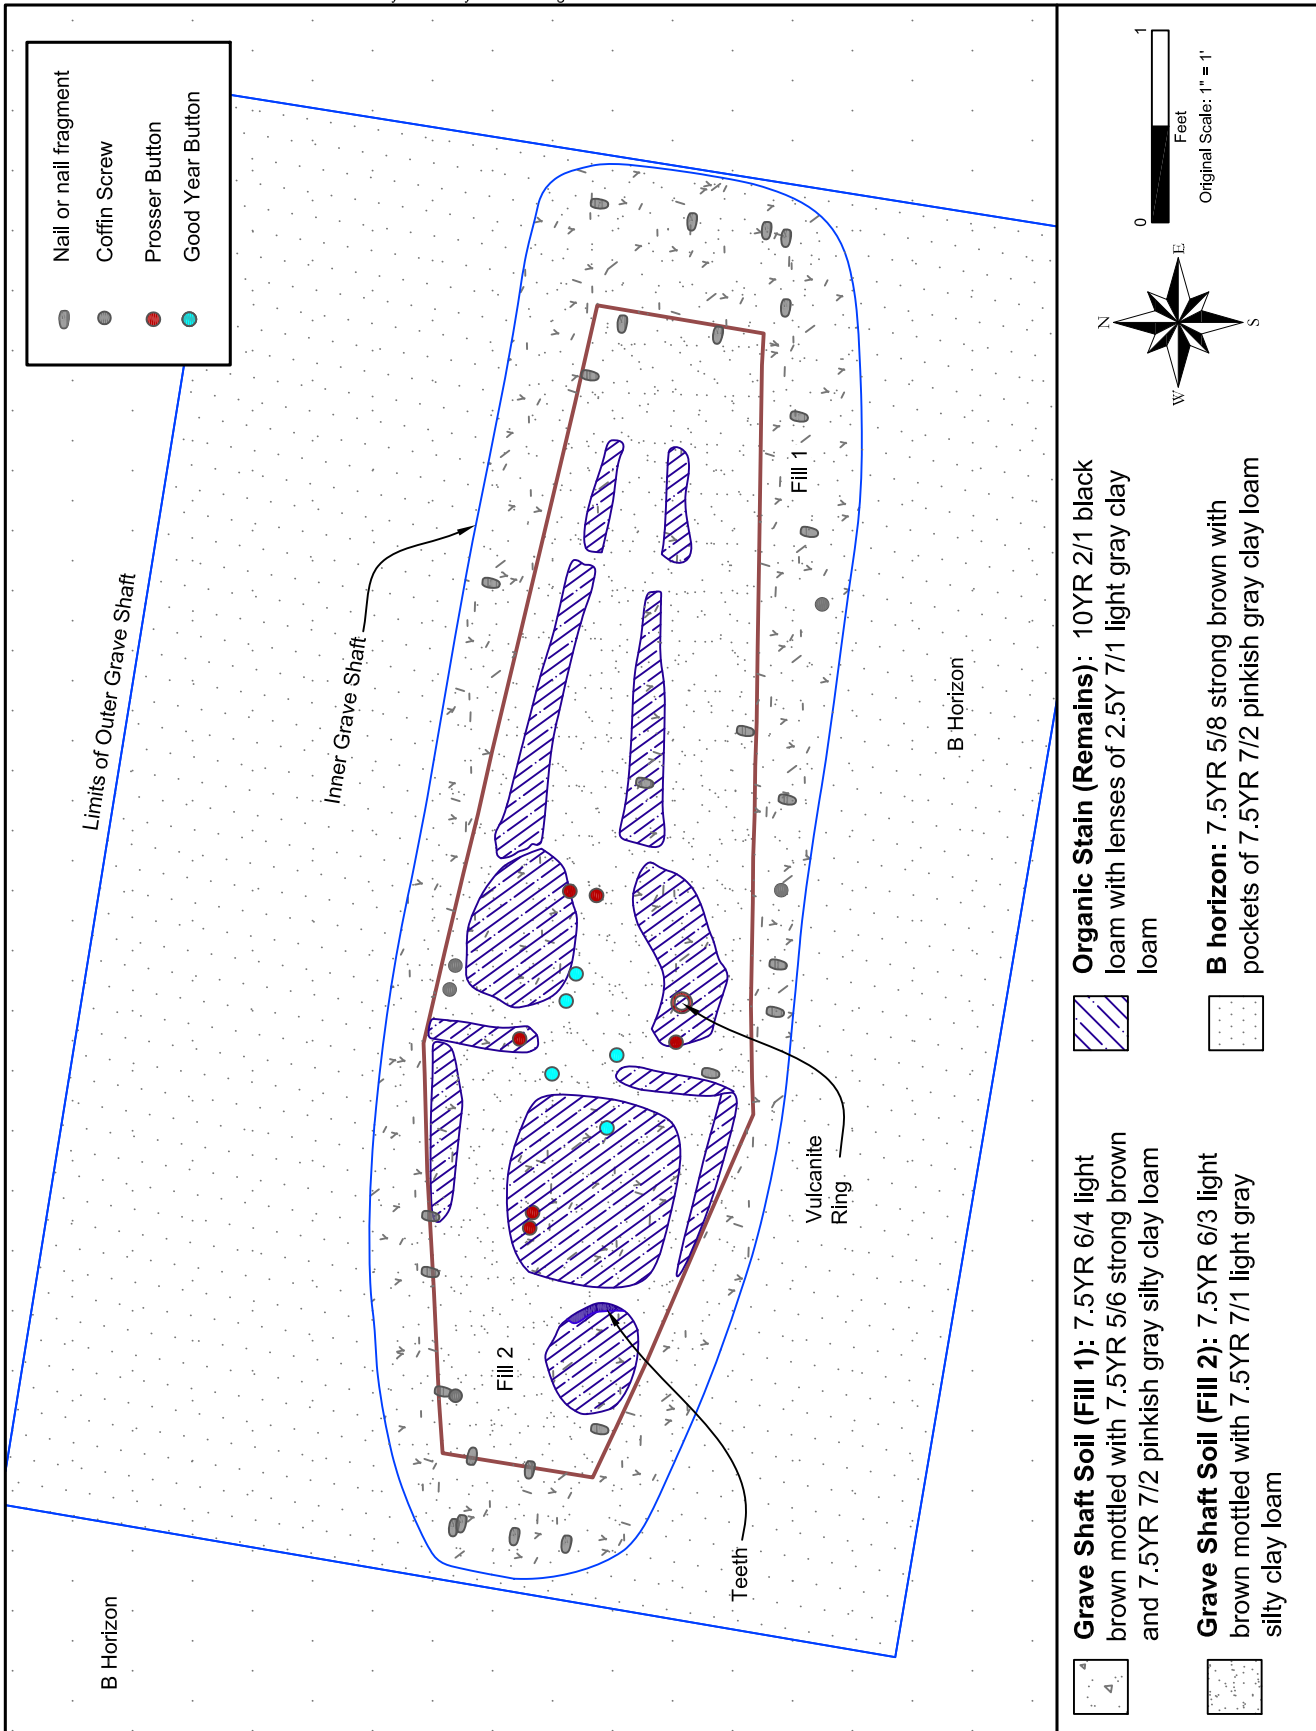 Nail or nail fragment
Coffin Screw
Prosser Button
Good Year Button
Limits of Outer Grave Shaft
Inner Grave Shaft
B Horizon
Fill 1
B Horizon
Fill 2
Vulcanite
Ring
Teeth
Grave Shaft Soil (Fill 1): 7.5YR 6/4 light
brown mottled with 7.5YR 5/6 strong brown
and 7.5YR 7/2 pinkish gray silty clay loam
Grave Shaft Soil (Fill 2): 7.5YR 6/3 light
brown mottled with 7.5YR 7/1 light gray
silty clay loam
Organic Stain (Remains): 10YR 2/1 black
loam with lenses of 2.5Y 7/1 light gray clay
loam
B horizon: 7.5YR 5/8 strong brown with
pockets of 7.5YR 7/2 pinkish gray clay loam
N
W
E
S
0
1
Feet
Original Scale: 1" = 1'